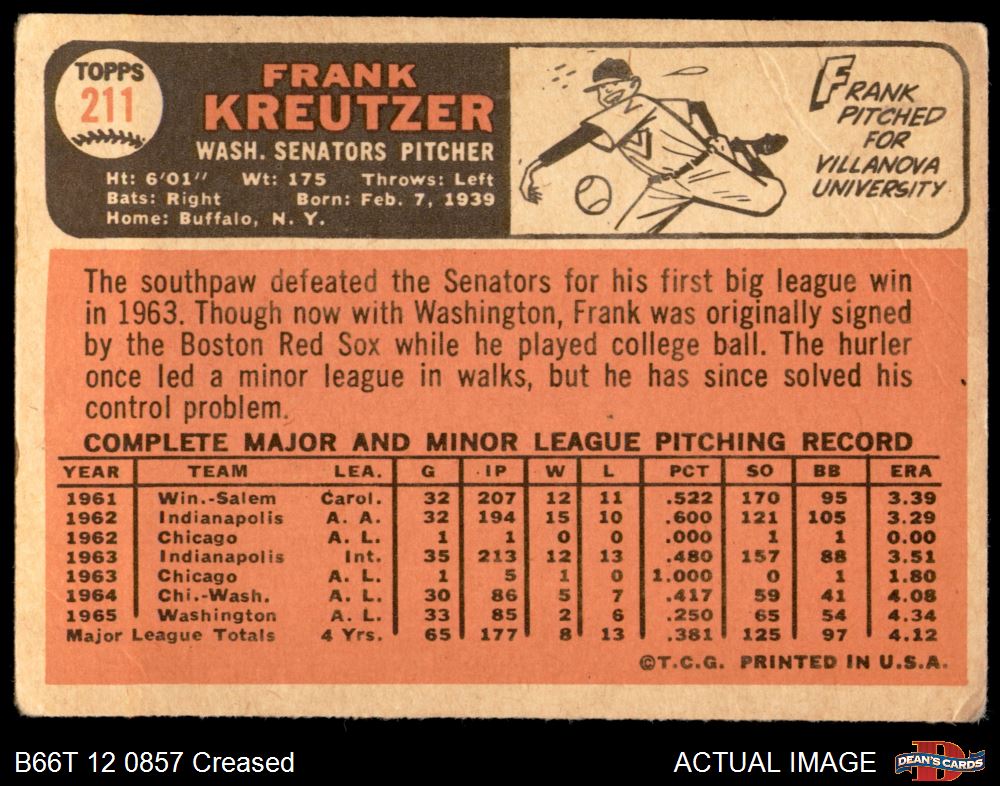 TOPPS
211
FRANK
KREUTZER
WASH. SENATORS PITCHER
Ht: 6'01" Wt: 175 Throws: Left
Bats: Right Born: Feb. 7, 1939
Home: Buffalo, N. Y.
FRANK
PITCHED
FOR
VILLANOVA
UNIVERSITY.
The southpaw defeated the Senators for his first big league win
in 1963. Though now with Washington, Frank was originally signed
by the Boston Red Sox while he played college ball. The hurler
once led a minor league in walks, but he has since solved his
control problem.
COMPLETE MAJOR AND MINOR LEAGUE PITCHING RECORD
YEAR TEAM LEA. G IP W L PCT SO BB ERA
1961 Win.-Salem Carol. 32 207 12 11 .522 170 95 3.39
1962 Indianapolis A. A. 32 194 15 10 .600 121 105 3.29
1962 Chicago A. L. 1 1 0 0 .000 1 1 0.00
1963 Indianapolis Int. 35 213 12 13 .480 157 88 3.51
1963 Chicago A. L. 1 5 1 0 1.000 0 1 1.80
1964 Chi.-Wash. A. L. 30 86 5 7 .417 59 41 4.08
1965 Washington A. L. 33 85 2 6 .250 65 54 4.34
Major League Totals 4 Yrs. 65 177 8 13 .381 125 97 4.12
©T.C.G. PRINTED IN U.S.A.
B66T 12 0857 Creased
ACTUAL IMAGE
DEAN'S CARDS